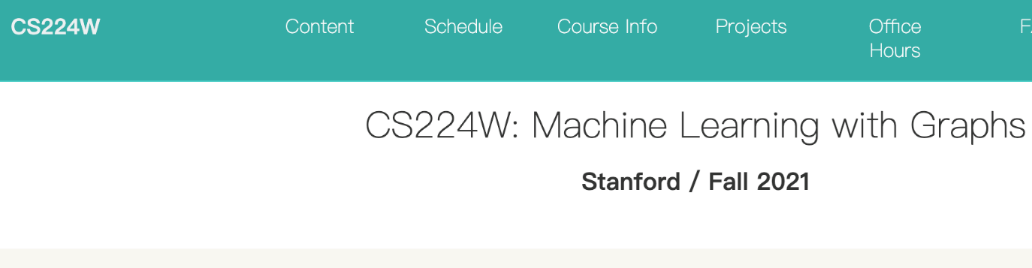 CS224W Content Schedule Course Info Projects Office
Hours
CS224W: Machine Learning with Graphs
Stanford / Fall 2021